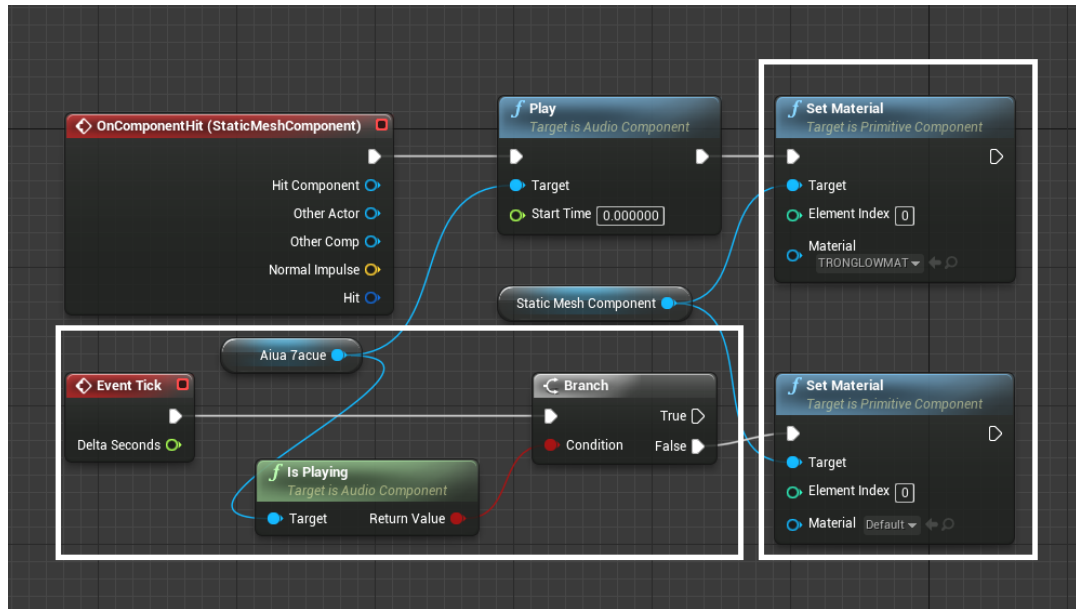 OnComponentHit (StaticMeshComponent)
Hit Component
Other Actor
Other Comp
Normal Impulse
Hit
f Play
Target is Audio Component
Target
Start Time 0.000000
f Set Material
Target is Primitive Component
Target
Element Index 0
Material
TRONGLOWMAT
Static Mesh Component
Aiua 7acue
Event Tick
Delta Seconds
f Is Playing
Target is Audio Component
Target Return Value
Branch
True
Condition False
f Set Material
Target is Primitive Component
Target
Element Index 0
Material Default